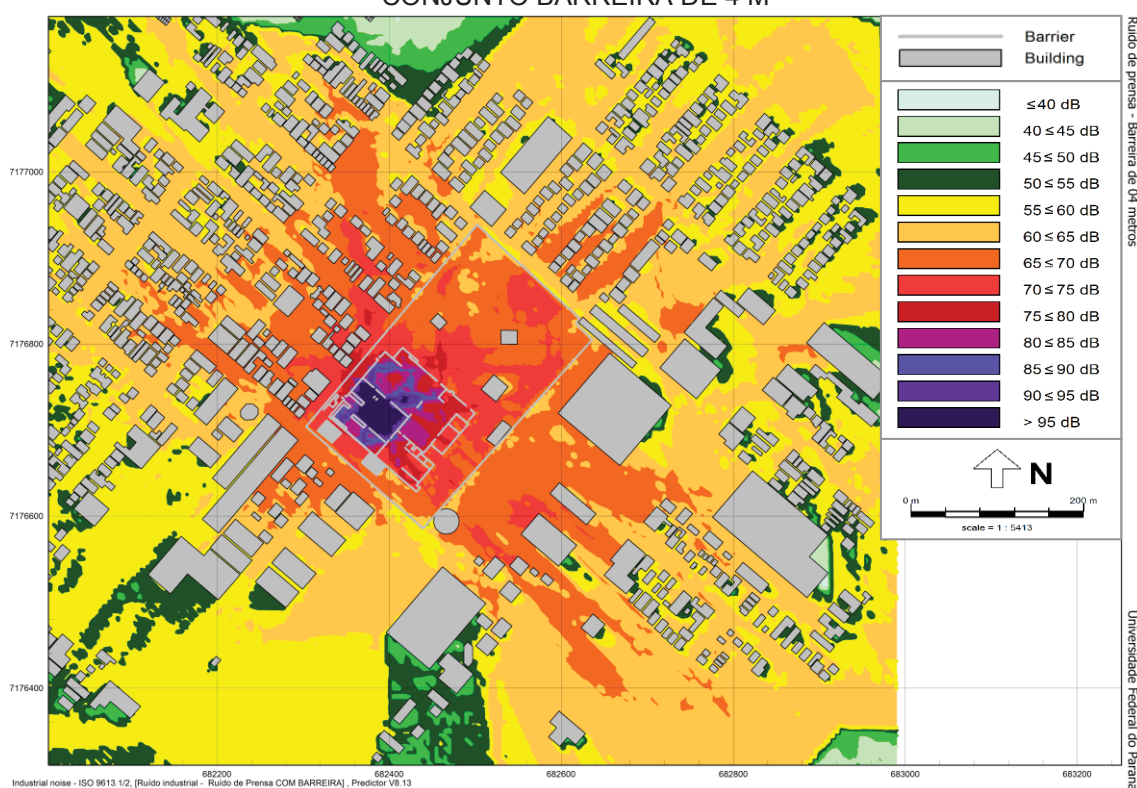 CONJUNTO BARREIRA DE 4 M
Barrier
Building
≤40 dB
40 ≤ 45 dB
45 ≤ 50 dB
50 ≤ 55 dB
55 ≤ 60 dB
60 ≤ 65 dB
65 ≤ 70 dB
70 ≤ 75 dB
75 ≤ 80 dB
80 ≤ 85 dB
85 ≤ 90 dB
90 ≤ 95 dB
> 95 dB
N
0 m 200 m
scale = 1 : 5413
Ruido de prensa - Barreira de 04 metros
Universidade Federal do Paraná
7177000
7176800
7176600
7176400
682200 682400 682600 682800 683000 683200
Industrial noise - ISO 9613.1/2, [Ruído industrial - Ruído de Prensa COM BARREIRA] , Predictor V8.13